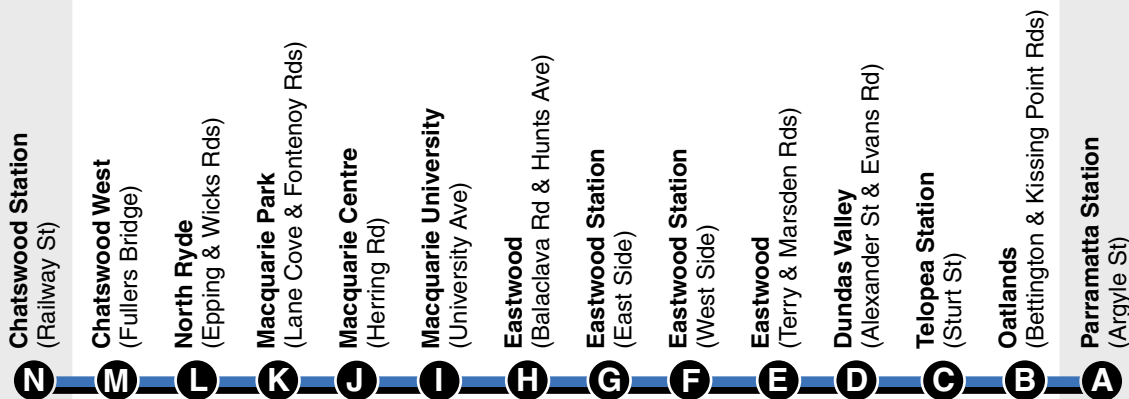 Chatswood Station
(Railway St)
Chatswood West
(Fullers Bridge)
North Ryde
(Epping & Wicks Rds)
Macquarie Park
(Lane Cove & Fontenoy Rds)
Macquarie Centre
(Herring Rd)
Macquarie University
(University Ave)
Eastwood
(Balaclava Rd & Hunts Ave)
Eastwood Station
(East Side)
Eastwood Station
(West Side)
Eastwood
(Terry & Marsden Rds)
Dundas Valley
(Alexander St & Evans Rd)
Telopea Station
(Sturt St)
Oatlands
(Bettington & Kissing Point Rds)
Parramatta Station
(Argyle St)
N M L K J I H G F E D C B A